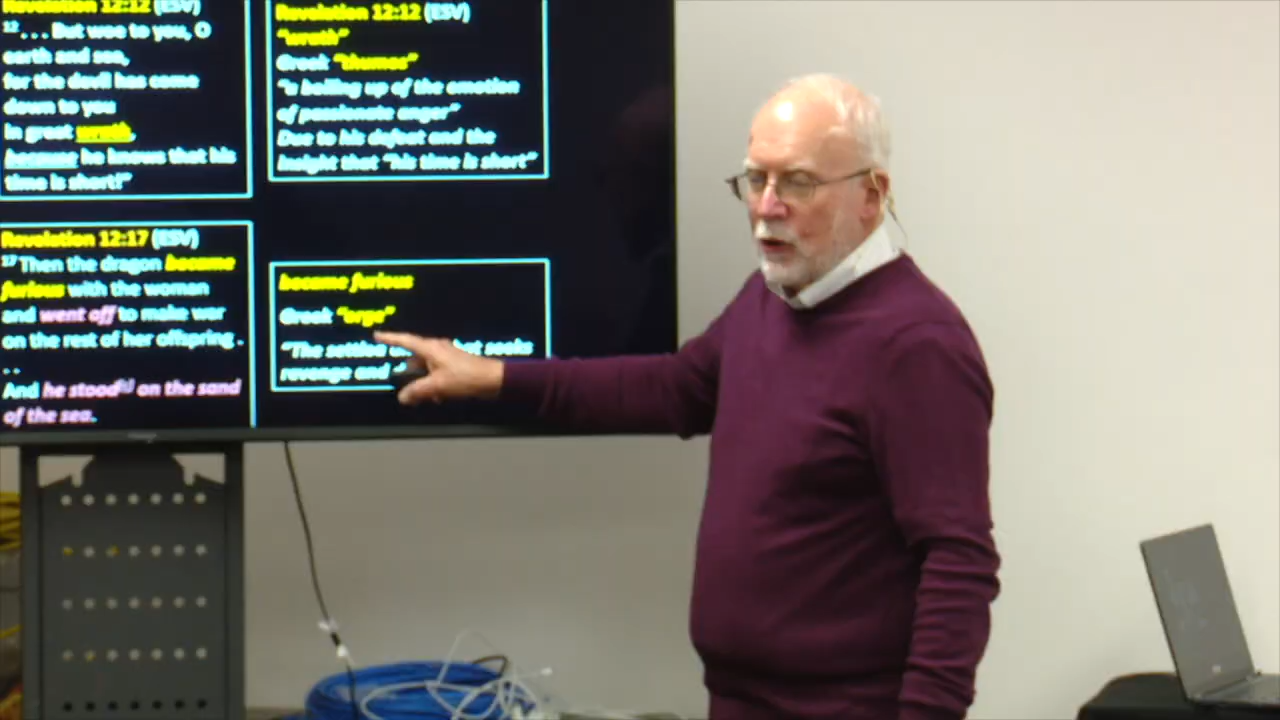 Revelation 12:12 (ESV)
12 ... But woe to you, O
earth and sea,
for the devil has come
down to you
in great wrath,
because he knows that his
time is short!"
Revelation 12:12 (ESV)
"wrath"
Greek "thumos"
"a boiling up of the emotion
of passionate anger"
Due to his defeat and the
insight that "his time is short"
Revelation 12:17 (ESV)
17 Then the dragon became
furious with the woman
and went off to make war
on the rest of her offspring .
. .
And he stood on the sand
of the sea.
became furious
Greek "orge"
"The settled seeks
revenge and